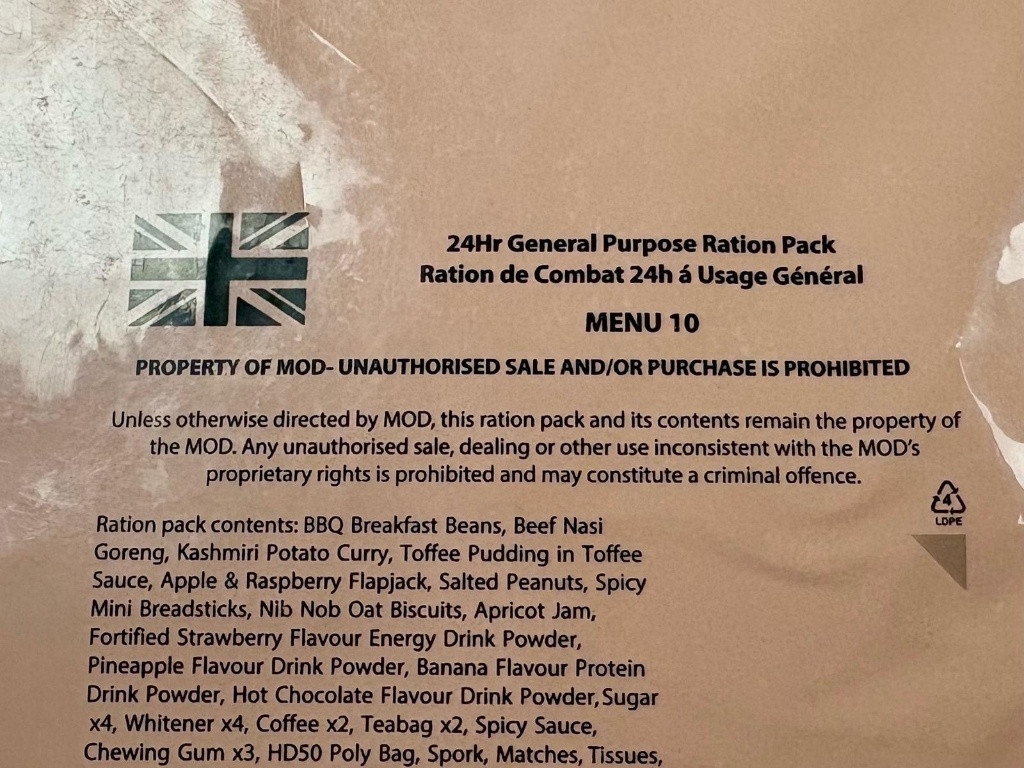 24Hr General Purpose Ration Pack
Ration de Combat 24h á Usage Général
MENU 10
PROPERTY OF MOD- UNAUTHORISED SALE AND/OR PURCHASE IS PROHIBITED
Unless otherwise directed by MOD, this ration pack and its contents remain the property of
the MOD. Any unauthorised sale, dealing or other use inconsistent with the MOD's
proprietary rights is prohibited and may constitute a criminal offence.
4
LDPE
Ration pack contents: BBQ Breakfast Beans, Beef Nasi
Goreng, Kashmiri Potato Curry, Toffee Pudding in Toffee
Sauce, Apple & Raspberry Flapjack, Salted Peanuts, Spicy
Mini Breadsticks, Nib Nob Oat Biscuits, Apricot Jam,
Fortified Strawberry Flavour Energy Drink Powder,
Pineapple Flavour Drink Powder, Banana Flavour Protein
Drink Powder, Hot Chocolate Flavour Drink Powder, Sugar
x4, Whitener x4, Coffee x2, Teabag x2, Spicy Sauce,
Chewing Gum x3, HD50 Poly Bag, Spork, Matches, Tissues,